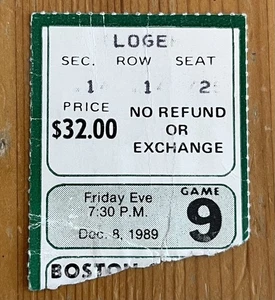 LOGE
SEC. ROW SEAT
1 1 2
PRICE
$32.00
NO REFUND
OR
EXCHANGE
Friday Eve
7:30 P.M.
Dec. 8, 1989
GAME
9
BOSTON